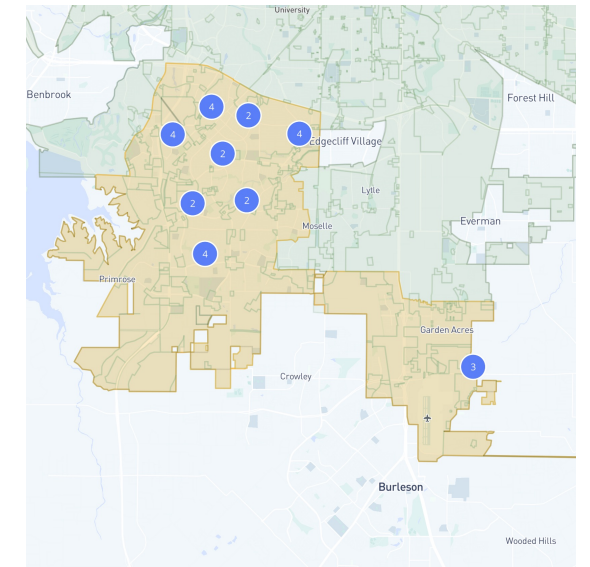 University
Benbrook
Forest Hill
4
2
4
4
Edgecliff Village
2
Lytle
2
2
Everman
Moselle
4
Primrose
Garden Acres
3
Crowley
Burleson
Wooded Hills